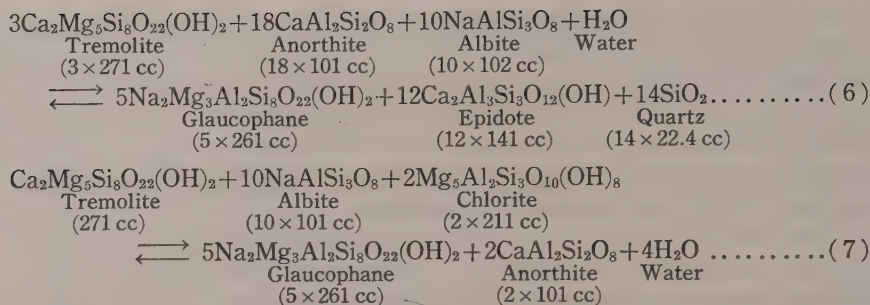 3Ca₂Mg₅Si₈O₂₂(OH)₂+18CaAl₂Si₂O₈+10NaAlSi₃O₈+H₂O
Tremolite Anorthite Albite Water
(3×271 cc) (18×101 cc) (10×102 cc)
⇄ 5Na₂Mg₃Al₂Si₈O₂₂(OH)₂+12Ca₂Al₃Si₃O₁₂(OH)+14SiO₂..........(6)
Glaucophane Epidote Quartz
(5×261 cc) (12×141 cc) (14×22.4 cc)
Ca₂Mg₅Si₈O₂₂(OH)₂+10NaAlSi₃O₈+2Mg₅Al₂Si₃O₁₀(OH)₈
Tremolite Albite Chlorite
(271 cc) (10×101 cc) (2×211 cc)
⇄ 5Na₂Mg₃Al₂Si₈O₂₂(OH)₂+2CaAl₂Si₂O₈+4H₂O ..........(7)
Glaucophane Anorthite Water
(5×261 cc) (2×101 cc)